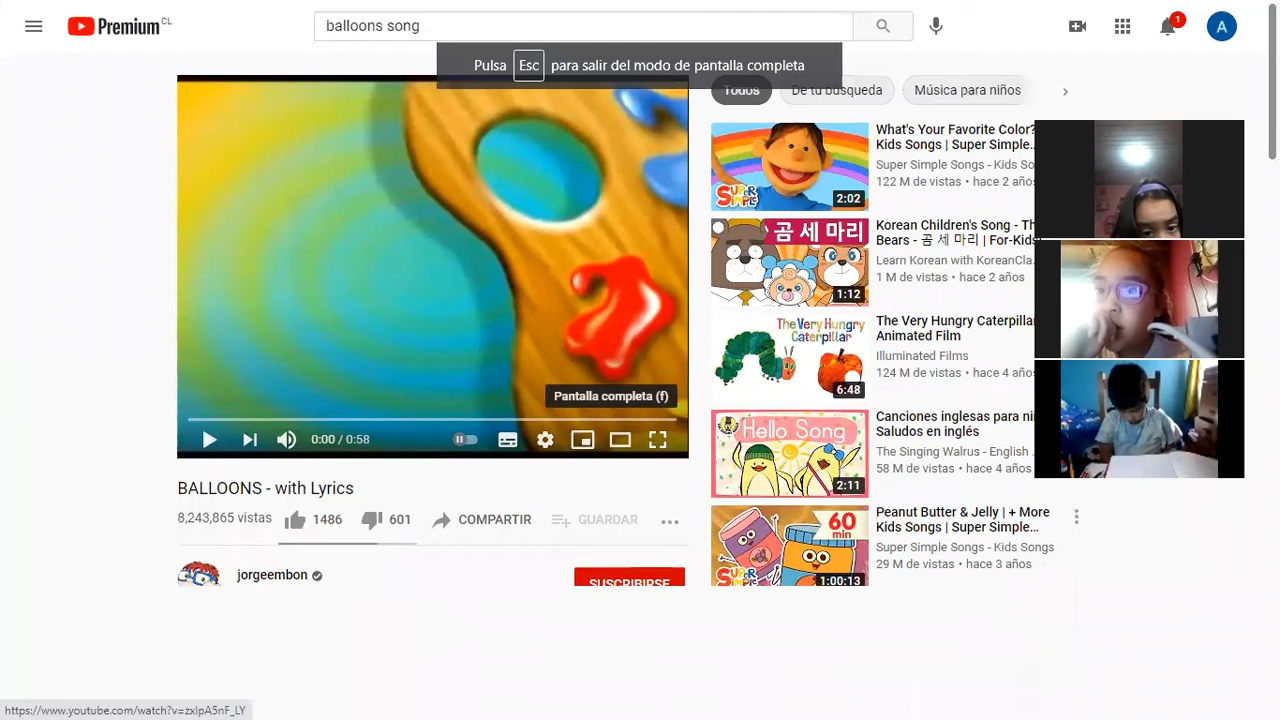 Premium CL
balloons song
1
A
Pulsa Esc para salir del modo de pantalla completa
Todos
De tu búsqueda
Música para niños
What's Your Favorite Color?
Kids Songs | Super Simple...
Super Simple Songs - Kids So
122 M de vistas • hace 2 años
SUPER
SIMPLE
2:02
Korean Children's Song - Th
Bears - 곰 세 마리 | For-Kids
Learn Korean with KoreanCla
1 M de vistas • hace 2 años
곰 세 마리
1:12
The Very Hungry Caterpillar
Animated Film
Illuminated Films
124 M de vistas • hace 4 años
The Very Hungry
Caterpillar
6:48
Canciones inglesas para ni
Saludos en inglés
The Singing Walrus - English
58 M de vistas • hace 4 años
Hello Song
2:11
Peanut Butter & Jelly | + More
Kids Songs | Super Simple...
Super Simple Songs - Kids Songs
29 M de vistas • hace 3 años
60
min
SUPER
SIMPLE
1:00:13
Pantalla completa (f)
0:00 / 0:58
BALLOONS - with Lyrics
8,243,865 vistas
1486
601
COMPARTIR
GUARDAR
jorgeembon
SUSCRIBIRSE
https://www.youtube.com/watch?v=zxIpA5nF_LY